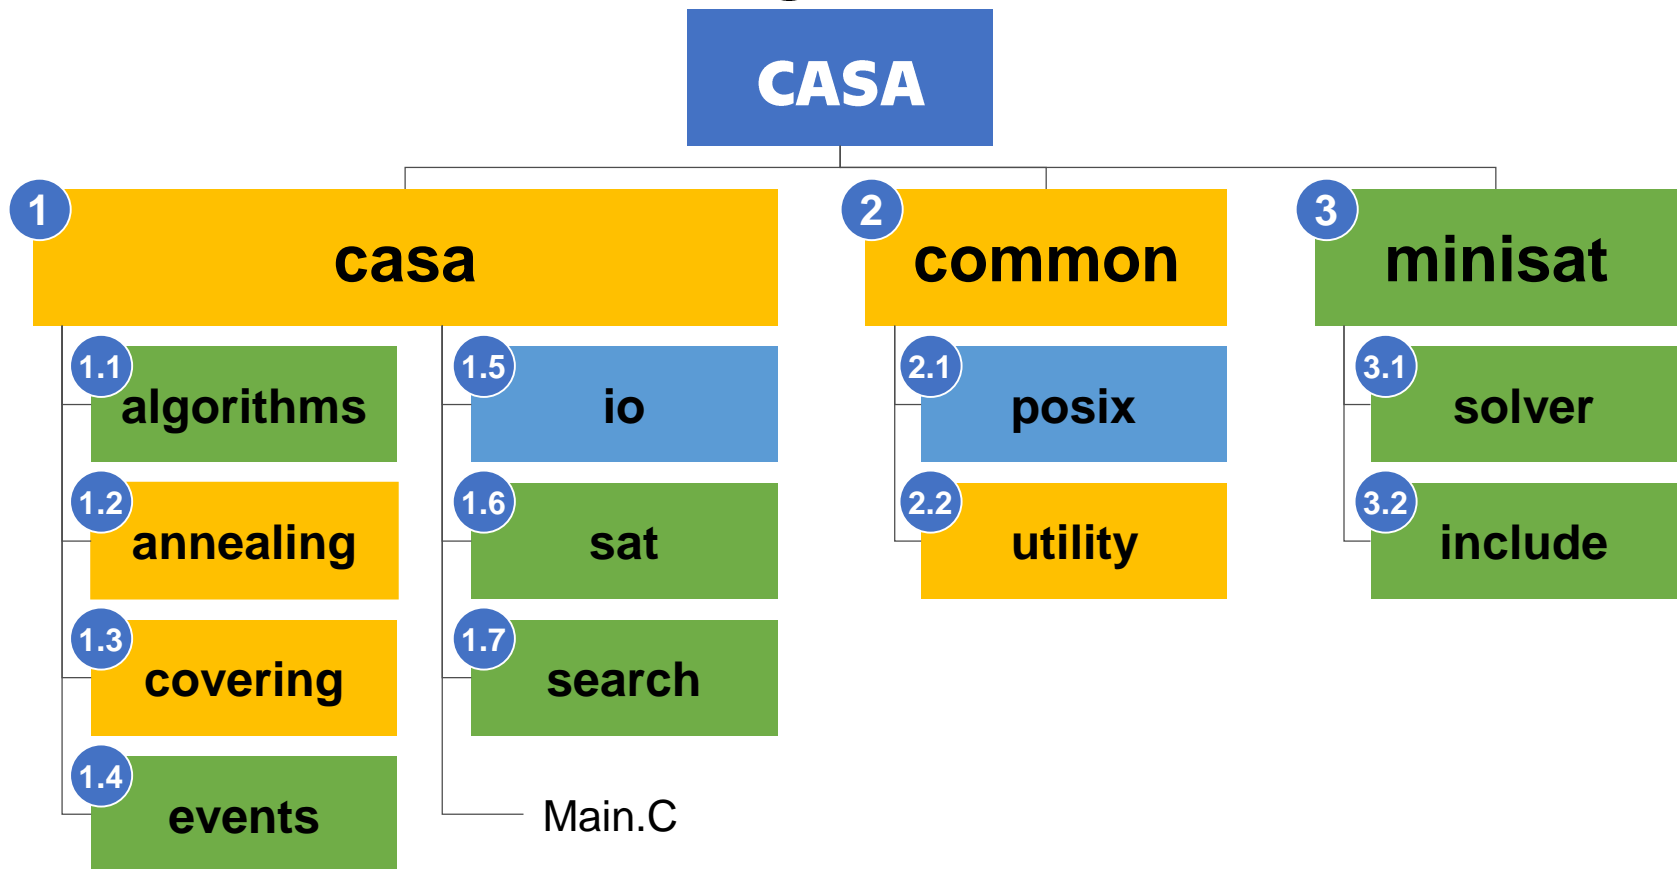 CASA
1
casa
1.1
algorithms
1.2
annealing
1.3
covering
1.4
events
1.5
io
1.6
sat
1.7
search
Main.C
2
common
2.1
posix
2.2
utility
3
minisat
3.1
solver
3.2
include